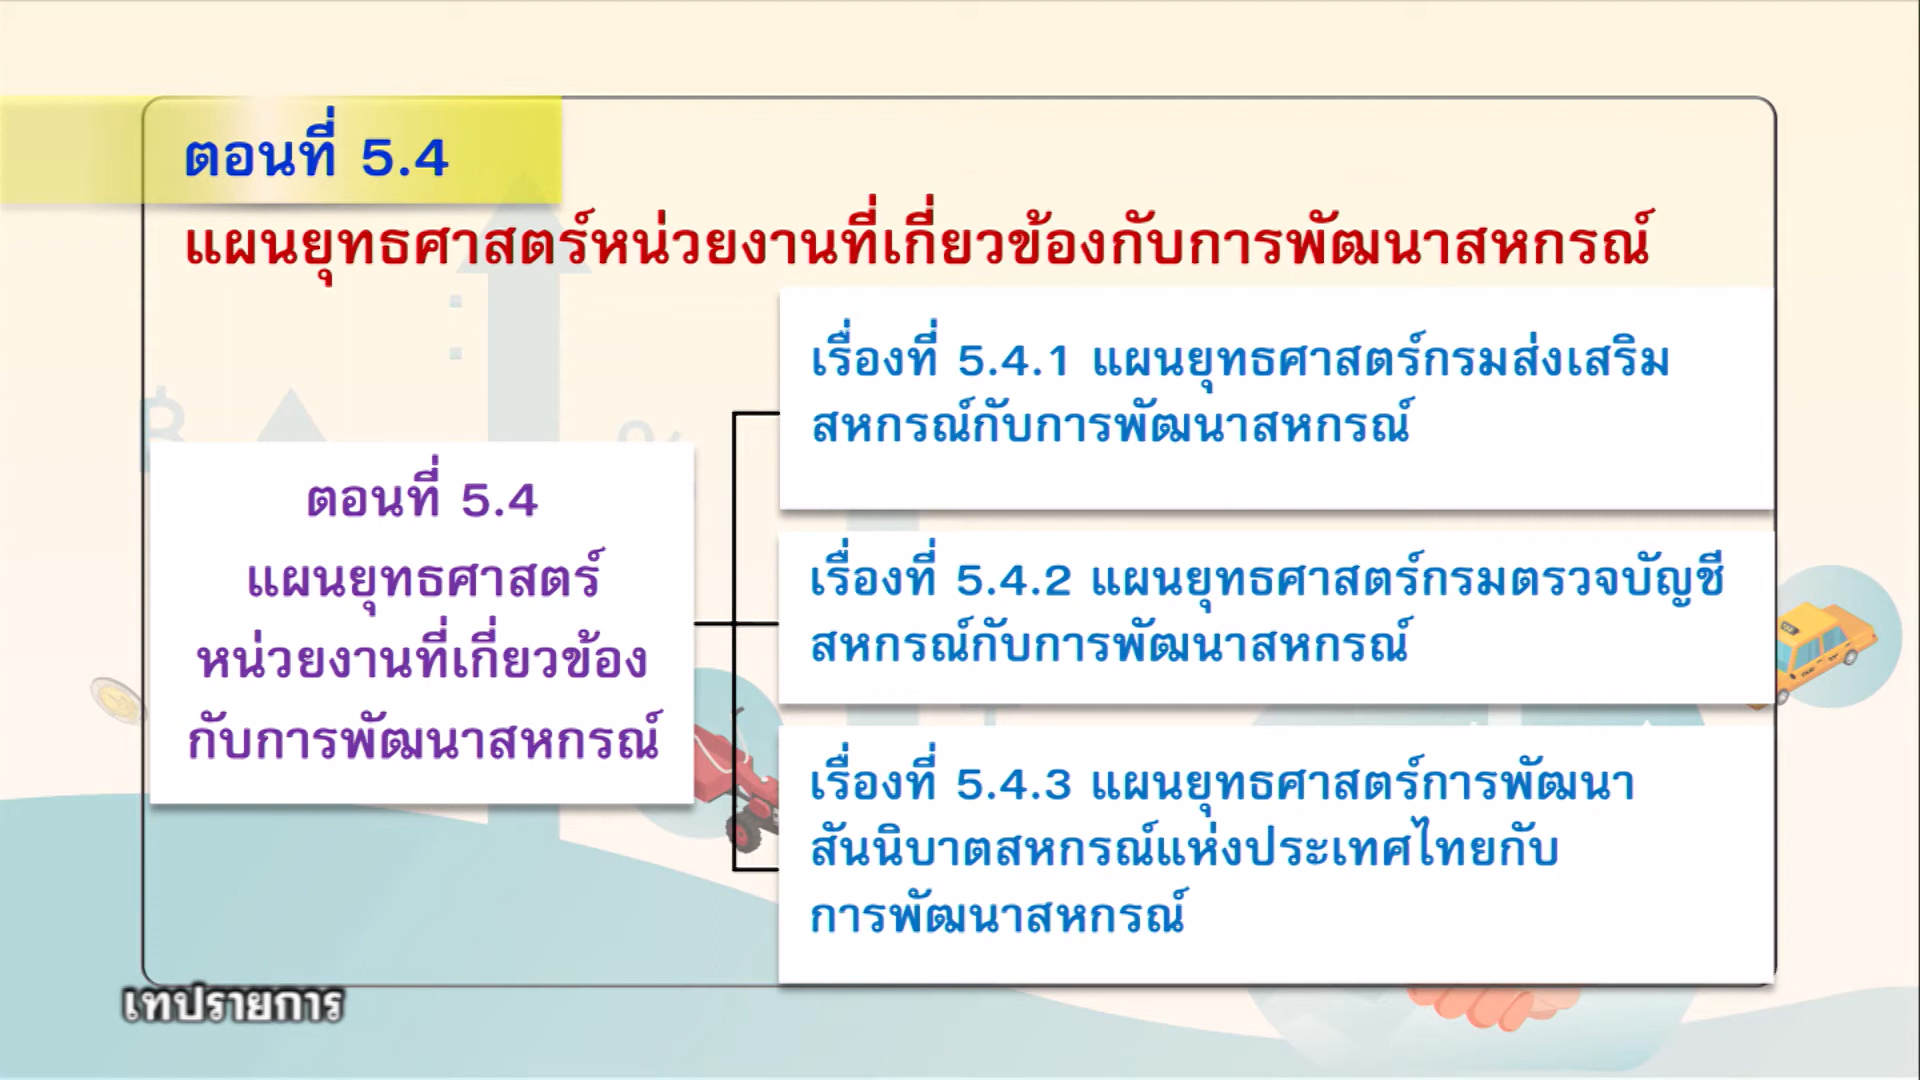 ตอนที่ 5.4
แผนยุทธศาสตร์หน่วยงานที่เกี่ยวข้องกับการพัฒนาสหกรณ์
ตอนที่ 5.4
แผนยุทธศาสตร์
หน่วยงานที่เกี่ยวข้อง
กับการพัฒนาสหกรณ์
เรื่องที่ 5.4.1 แผนยุทธศาสตร์กรมส่งเสริม
สหกรณ์กับการพัฒนาสหกรณ์
เรื่องที่ 5.4.2 แผนยุทธศาสตร์กรมตรวจบัญชี
สหกรณ์กับการพัฒนาสหกรณ์
เรื่องที่ 5.4.3 แผนยุทธศาสตร์การพัฒนา
สันนิบาตสหกรณ์แห่งประเทศไทยกับ
การพัฒนาสหกรณ์
เทปรายการ